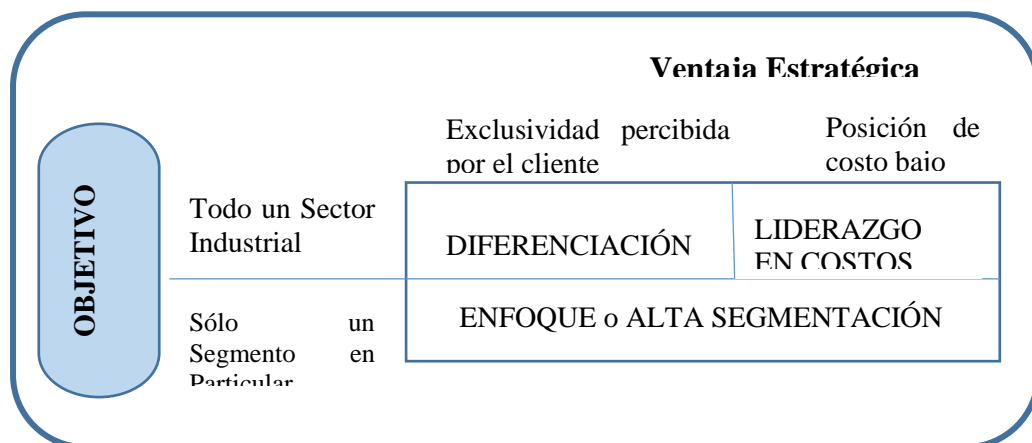 Ventaja Estratégica
Exclusividad percibida
por el cliente
Posición de
costo bajo
OBJETIVO
Todo un Sector
Industrial
DIFERENCIACIÓN
LIDERAZGO
EN COSTOS
Sólo un
Segmento en
Particular
ENFOQUE o ALTA SEGMENTACIÓN